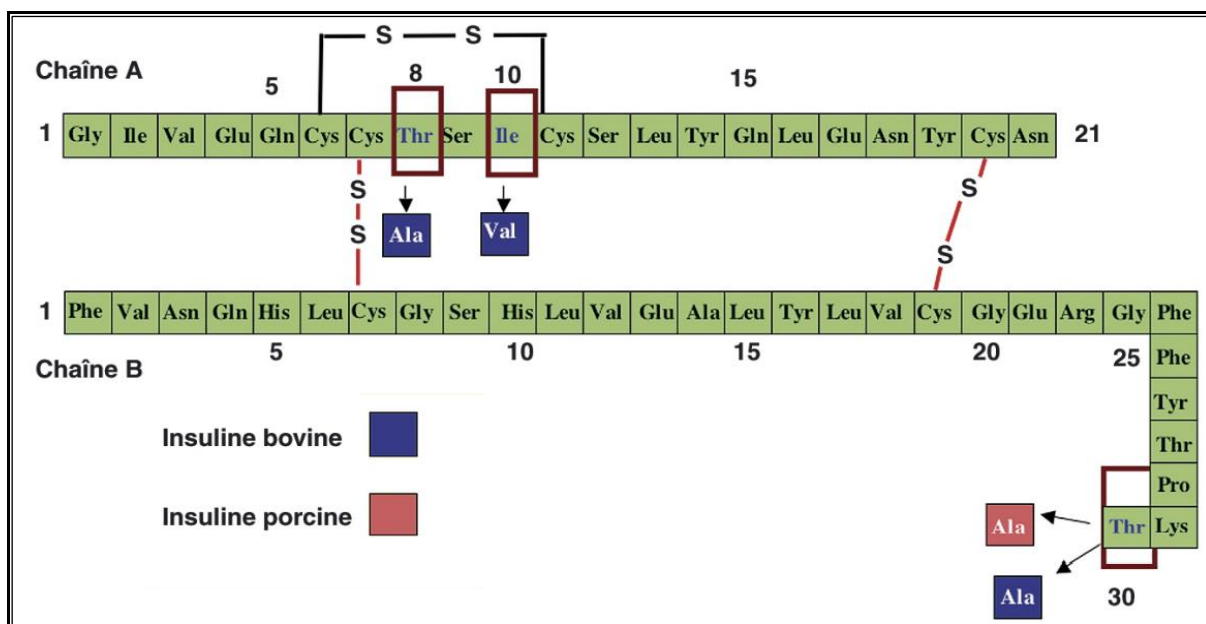 S S
Chaîne A
5 8 10 15
1 Gly Ile Val Glu Gln Cys Cys Thr Ser Ile Cys Ser Leu Tyr Gln Leu Glu Asn Tyr Cys Asn 21
S S
Ala Val
S S
1 Phe Val Asn Gln His Leu Cys Gly Ser His Leu Val Glu Ala Leu Tyr Leu Val Cys Gly Glu Arg Gly Phe
5 10 15 20 25 Phe
Chaîne B
Tyr
Insuline bovine
Thr
Pro
Insuline porcine
Ala Thr Lys
Ala 30